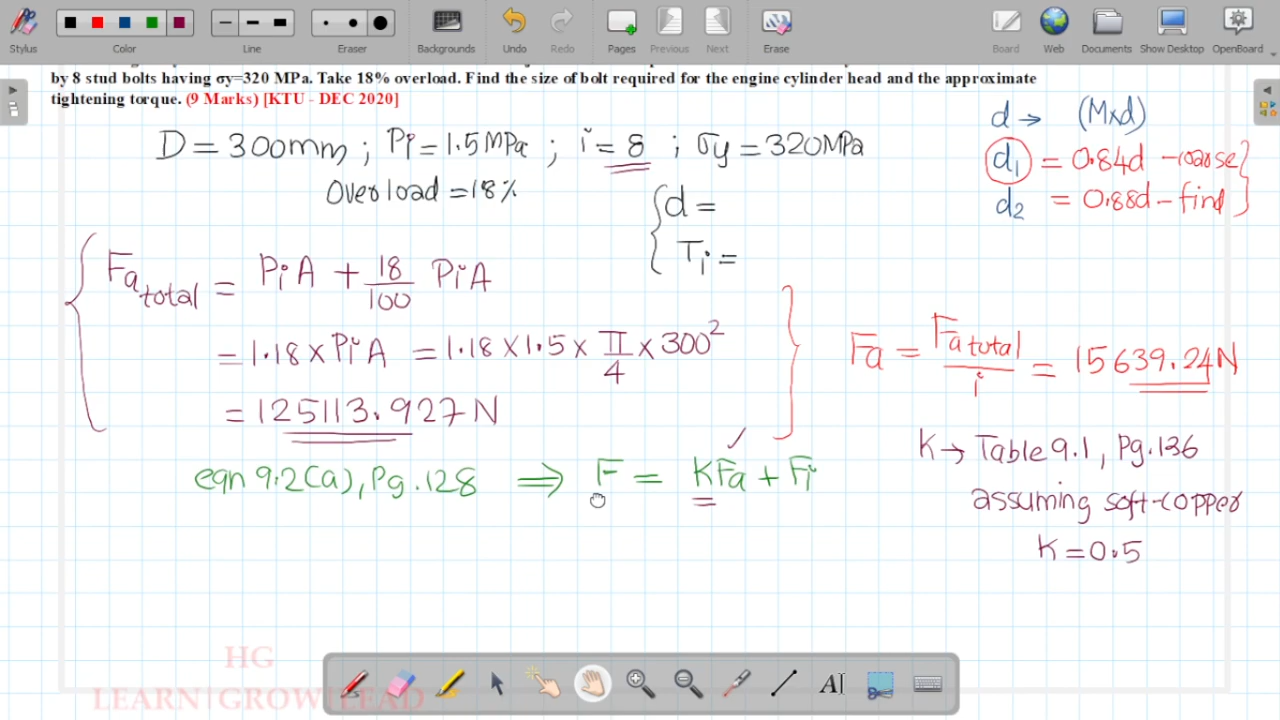 Stylus Color Line Eraser Backgrounds Undo Redo Pages Previous Next Erase Board Web Documents Show Desktop OpenBoard
by 8 stud bolts having σy=320 MPa. Take 18% overload. Find the size of bolt required for the engine cylinder head and the approximate
tightening torque. (9 Marks) [KTU - DEC 2020]
D = 300mm ; Pi = 1.5MPa ; i = 8 ; σy = 320MPa
Overload = 18%
d =
Ti =
d → (Mxd)
d1 = 0.84d - coarse
d2 = 0.88d - find
Fa total = PiA + 18/100 PiA
= 1.18 x PiA = 1.18 x 1.5 x π/4 x 300²
= 125113.927 N
Fa = Fa total / i = 15639.24N
eqn 9.2(a), Pg.128 ⟹ F = KFa + Fi
K → Table 9.1, Pg.136
assuming soft-copper
K = 0.5
HG
LEARN|GROW|LEAD